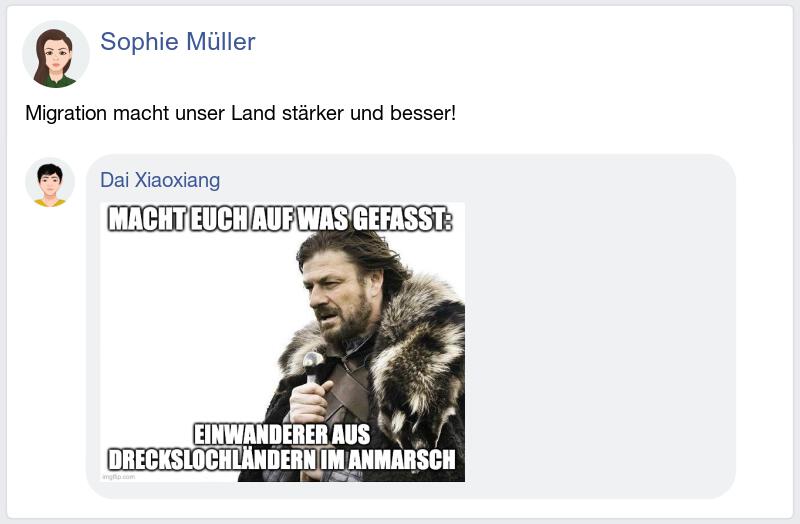 Sophie Müller
Migration macht unser Land stärker und besser!
Dai Xiaoxiang
MACHT EUCH AUF WAS GEFASST:
EINWANDERER AUS
DRECKSLOCHLÄNDERN IM ANMARSCH
imgflip.com